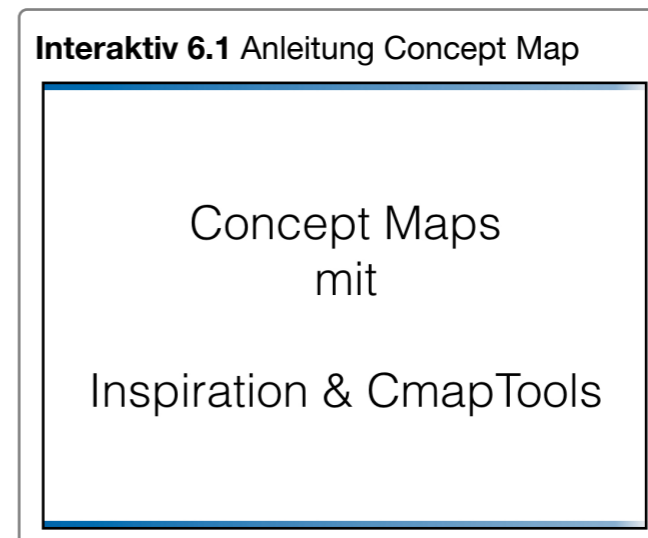 Interaktiv 6.1 Anleitung Concept Map
Concept Maps
mit
Inspiration & CmapTools